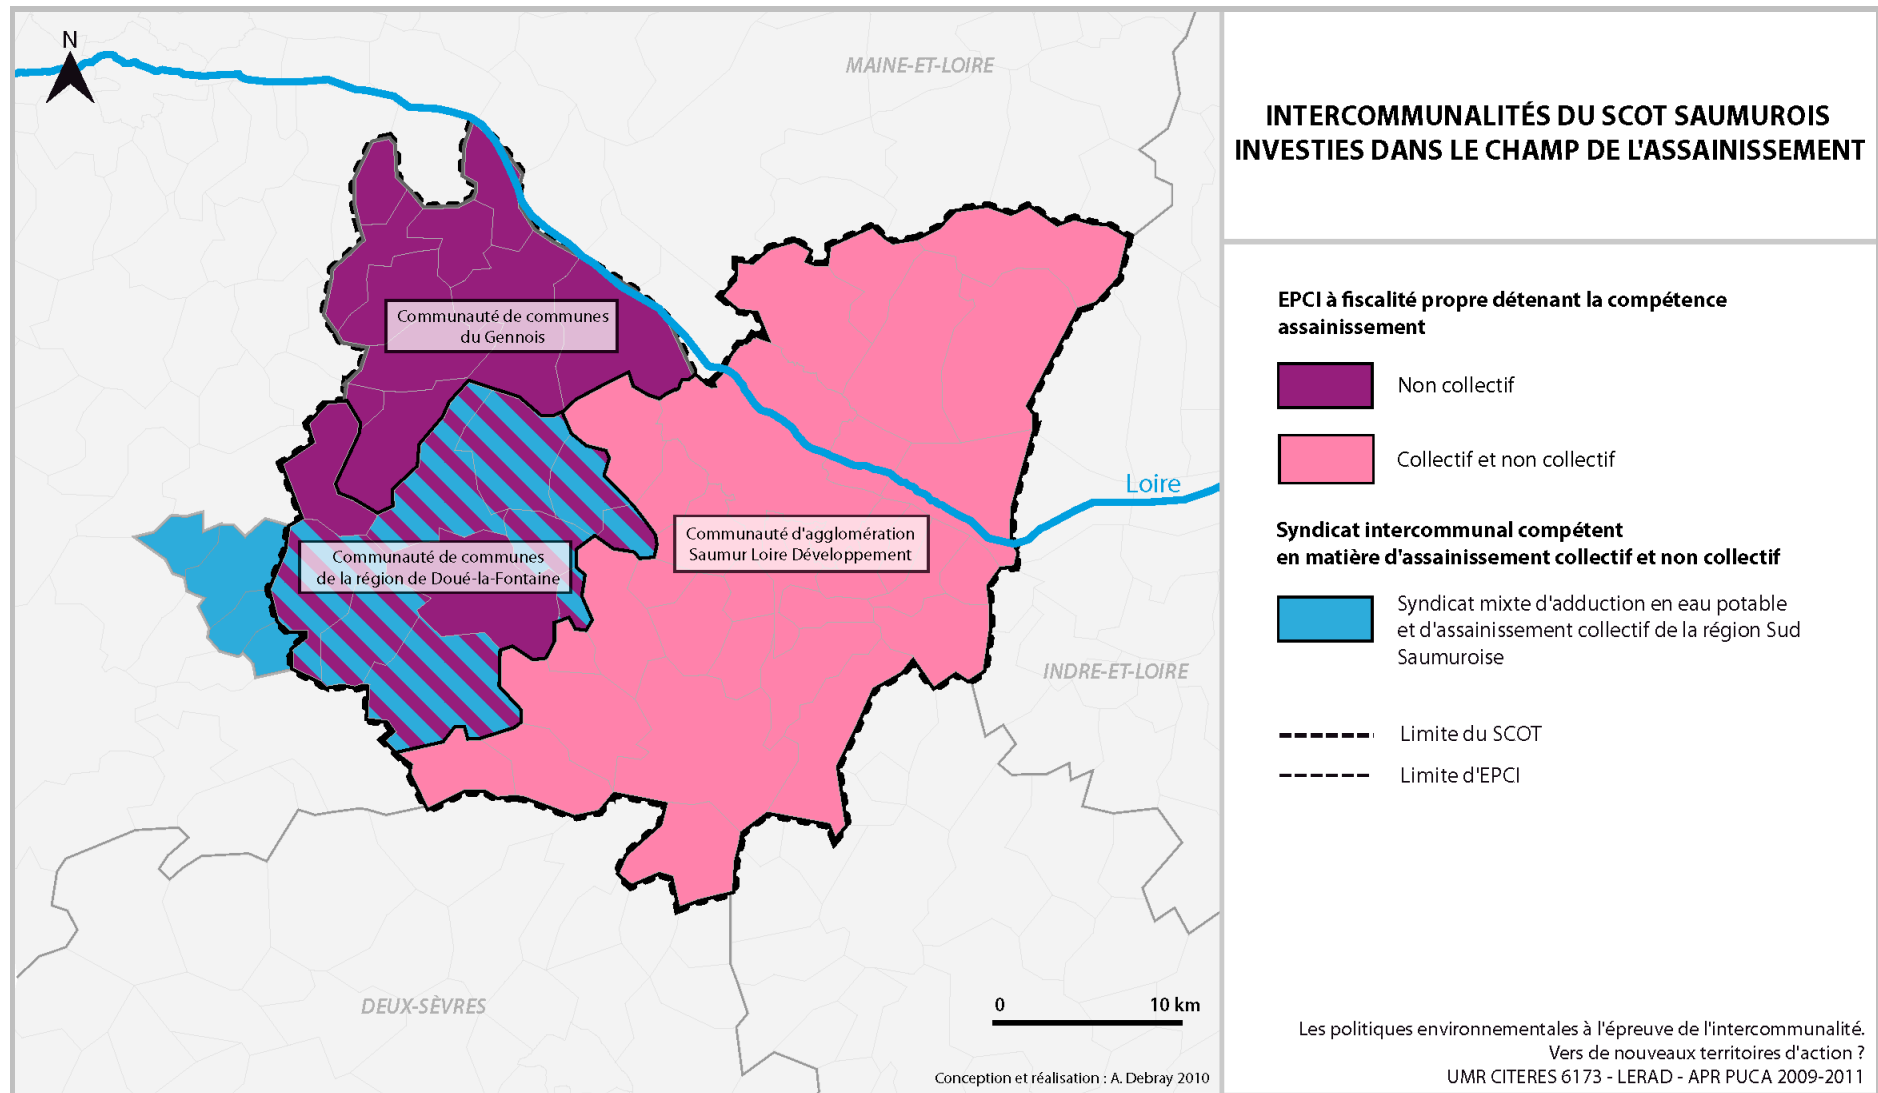 N
MAINE-ET-LOIRE
Communauté de communes
du Gennois
Loire
Communauté d'agglomération
Saumur Loire Développement
Communauté de communes
de la région de Doué-la-Fontaine
INDRE-ET-LOIRE
DEUX-SÈVRES
0 10 km
Conception et réalisation : A. Debray 2010
INTERCOMMUNALITÉS DU SCOT SAUMUROIS
INVESTIES DANS LE CHAMP DE L'ASSAINISSEMENT
EPCI à fiscalité propre détenant la compétence
assainissement
Non collectif
Collectif et non collectif
Syndicat intercommunal compétent
en matière d'assainissement collectif et non collectif
Syndicat mixte d'adduction en eau potable
et d'assainissement collectif de la région Sud
Saumuroise
Limite du SCOT
Limite d'EPCI
Les politiques environnementales à l'épreuve de l'intercommunalité.
Vers de nouveaux territoires d'action ?
UMR CITERES 6173 - LERAD - APR PUCA 2009-2011